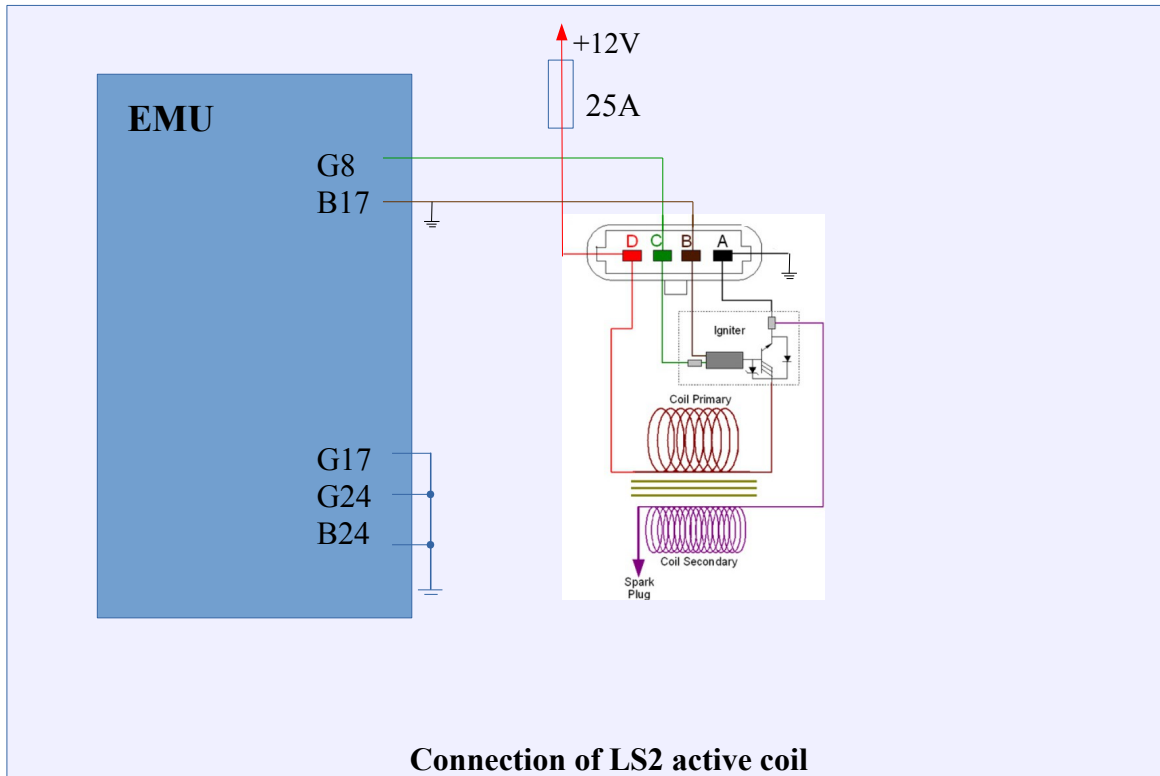 +12V
25A
EMU
G8
B17
D C B A
Igniter
Coil Primary
G17
G24
B24
Coil Secondary
Spark
Plug
Connection of LS2 active coil